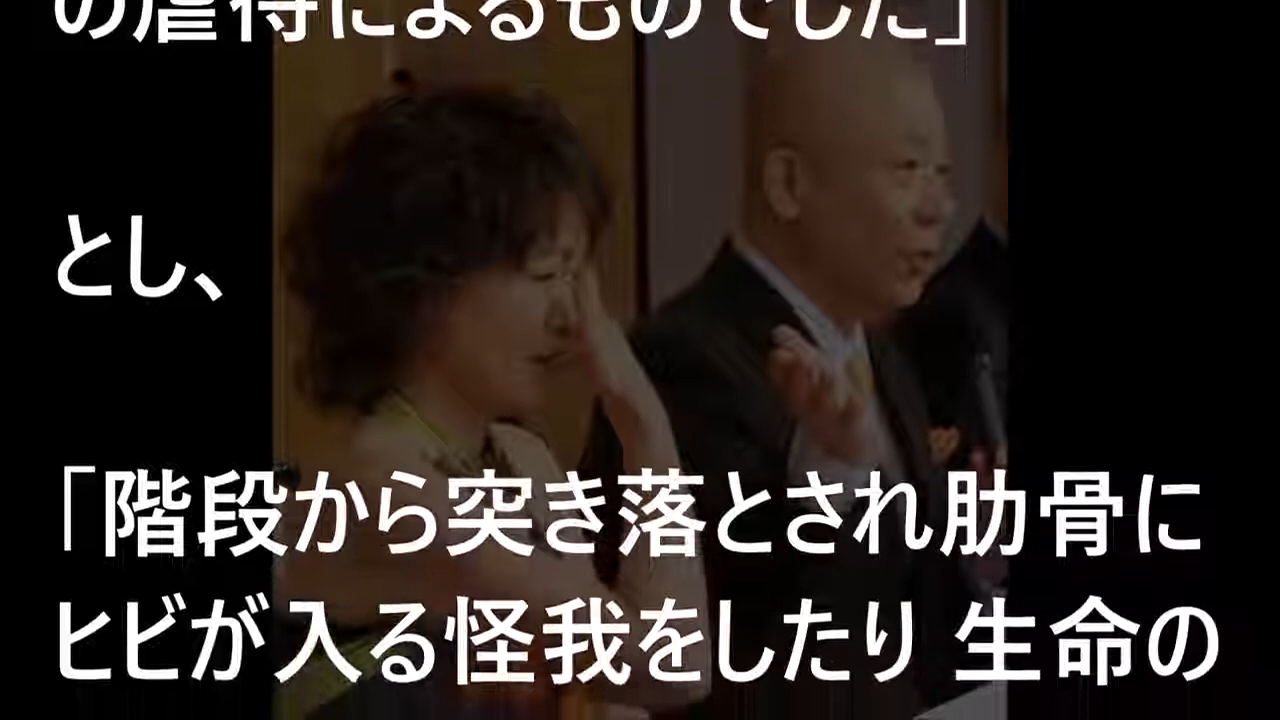 の虐待によるものでした」
とし、
「階段から突き落とされ肋骨に
ヒビが入る怪我をしたり 生命の